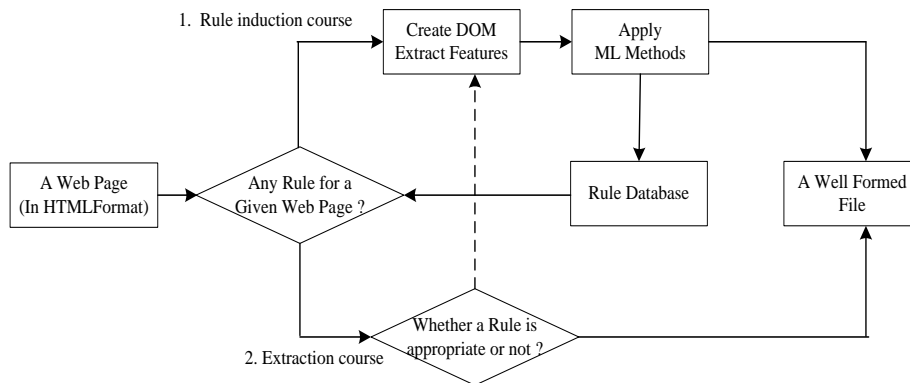 1. Rule induction course
Create DOM
Extract Features
Apply
ML Methods
A Web Page
(In HTMLFormat)
Any Rule for a
Given Web Page ?
Rule Database
A Well Formed
File
Whether a Rule is
appropriate or not ?
2. Extraction course